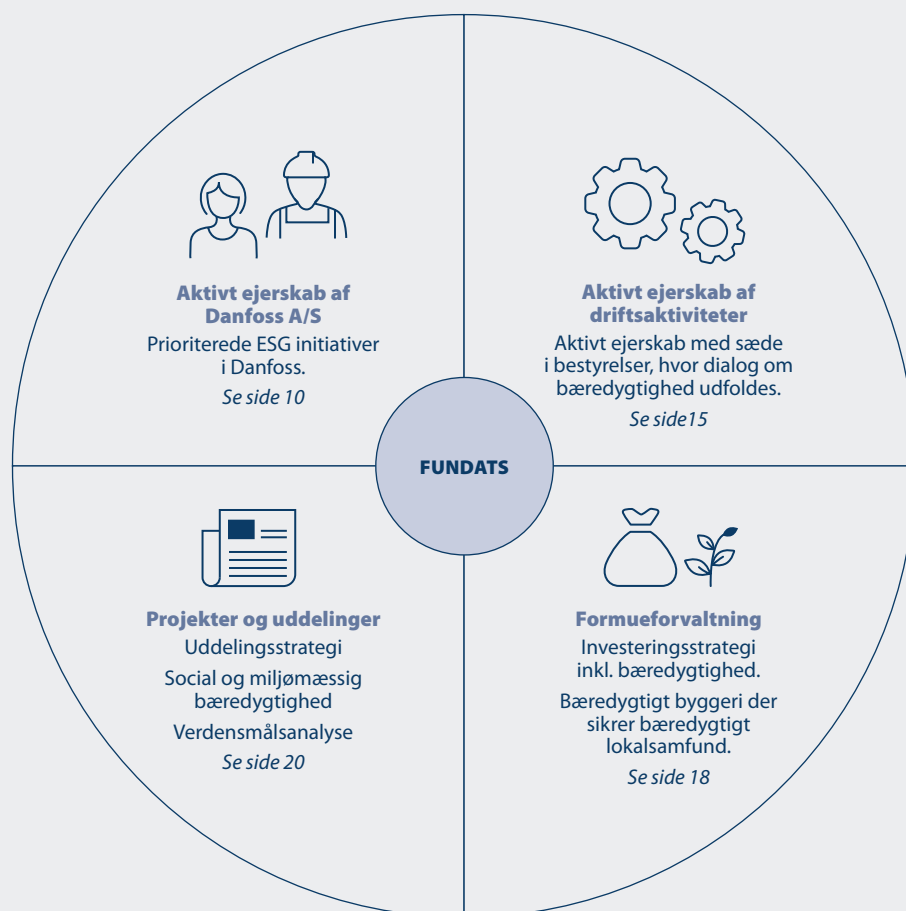 Aktivt ejerskab af
Danfoss A/S
Prioriterede ESG initiativer
i Danfoss.
Se side 10
Aktivt ejerskab af
driftsaktiviteter
Aktivt ejerskab med sæde
i bestyrelser, hvor dialog om
bæredygtighed udfoldes.
Se side15
FUNDATS
Projekter og uddelinger
Uddelingsstrategi
Social og miljømæssig
bæredygtighed
Verdensmålsanalyse
Se side 20
Formueforvaltning
Investeringsstrategi
inkl. bæredygtighed.
Bæredygtigt byggeri der
sikrer bæredygtigt
lokalsamfund.
Se side 18